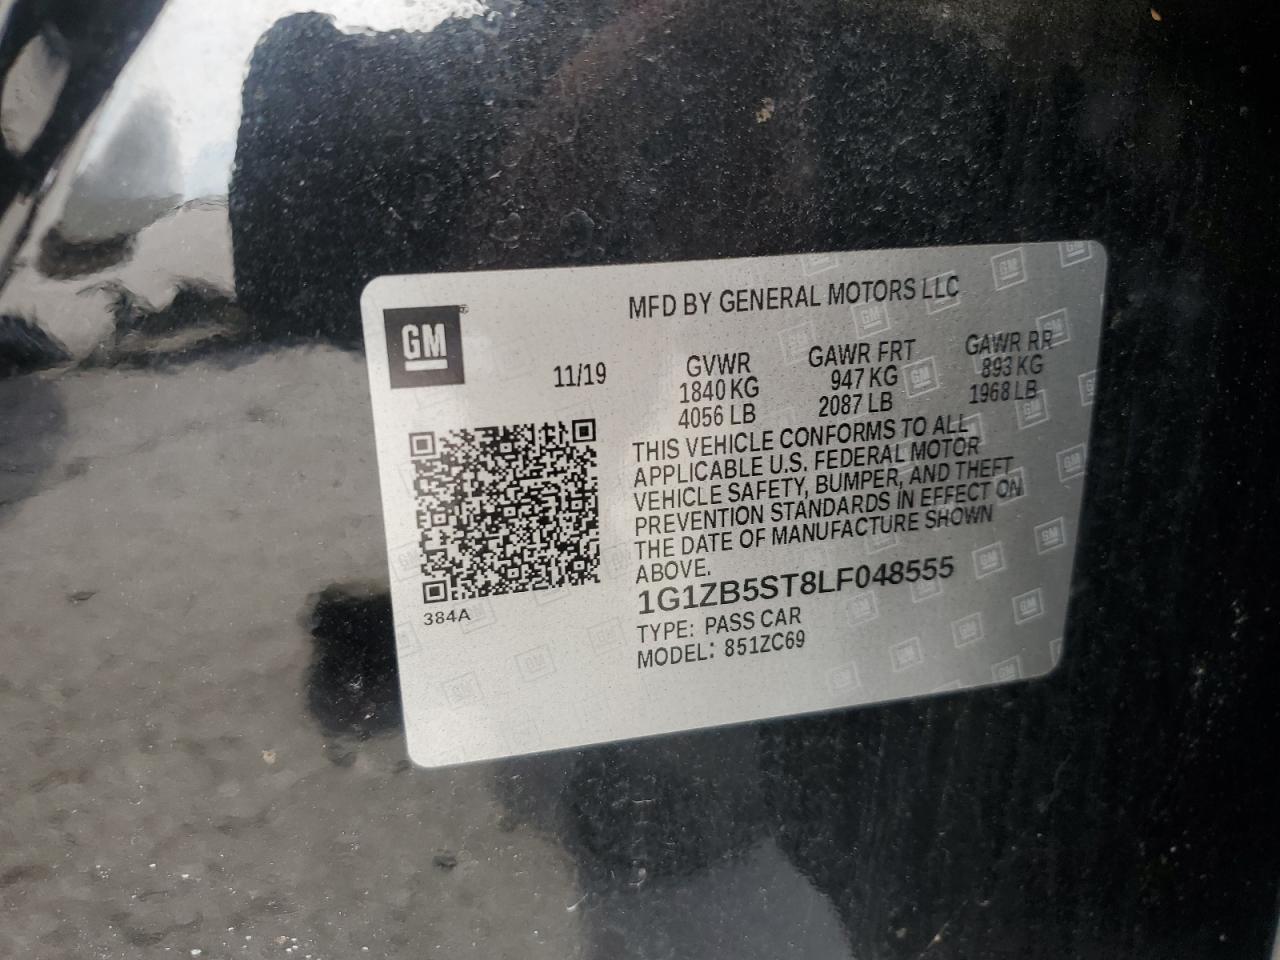 MFD BY GENERAL MOTORS LLC
GM
11/19
GVWR GAWR FRT GAWR RR
1840 KG 947 KG 893 KG
4056 LB 2087 LB 1968 LB
THIS VEHICLE CONFORMS TO ALL
APPLICABLE U.S. FEDERAL MOTOR
VEHICLE SAFETY, BUMPER, AND THEFT
PREVENTION STANDARDS IN EFFECT ON
THE DATE OF MANUFACTURE SHOWN
ABOVE.
1G1ZB5ST8LF048555
384A
TYPE: PASS CAR
MODEL: 851ZC69